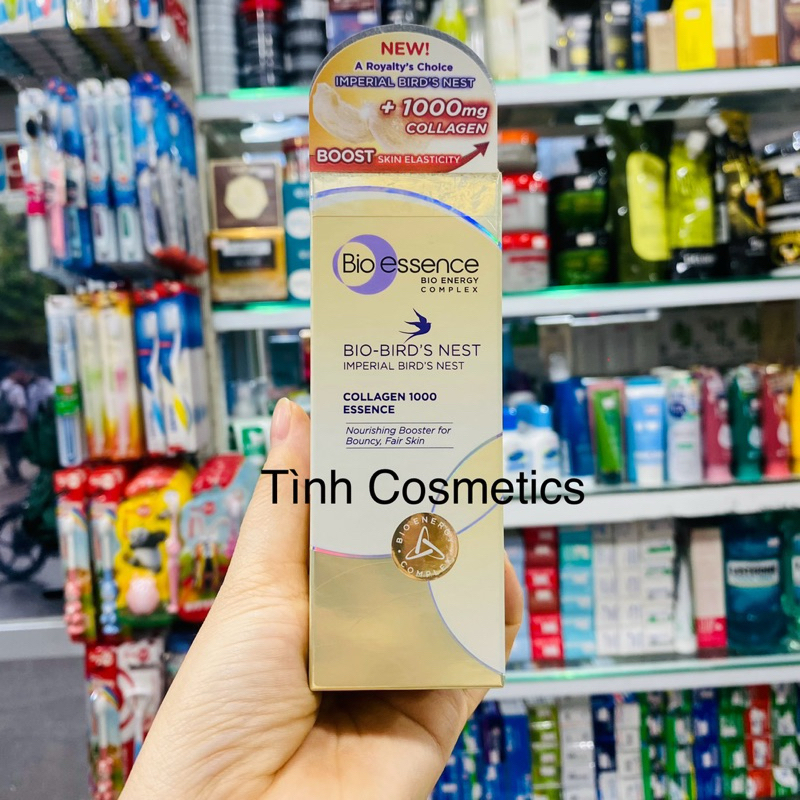 NEW!
A Royalty's Choice
IMPERIAL BIRD'S NEST
+ 1000mg
COLLAGEN
BOOST SKIN ELASTICITY
Bio essence
BIO ENERGY
COMPLEX
BIO-BIRD'S NEST
IMPERIAL BIRD'S NEST
COLLAGEN 1000
ESSENCE
Nourishing Booster for
Bouncy, Fair Skin
Tình Cosmetics
BIO ENERGY
COMPLEX
LISTERINE